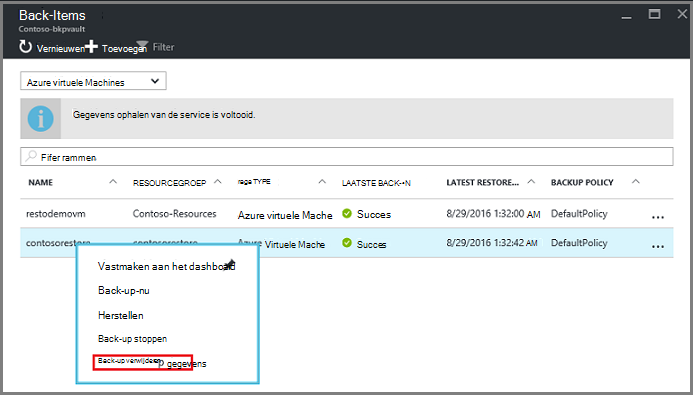 Back-Items
Contoso-bkpvault
Vernieuwen Toevoegen Filter
Azure virtuele Machines
Gegevens ophalen van de service is voltooid.
Fifer rammen
NAME RESOURCEGROEP rege TYPE LAATSTE BACK-•N LATEST RESTORE... BACKUP POLICY
restodemovm Contoso-Resources Azure virtuele Mache Succes 8/29/2016 1:32:00 AM DefaultPolicy ...
contosorestore contosorestore Azure Virtuele Mache Succes 8/29/2016 1:32:42 AM DefaultPolicy ...
Vastmaken aan het dashboard
Back-up-nu
Herstellen
Back-up stoppen
Back-up verwijderen p gegevens